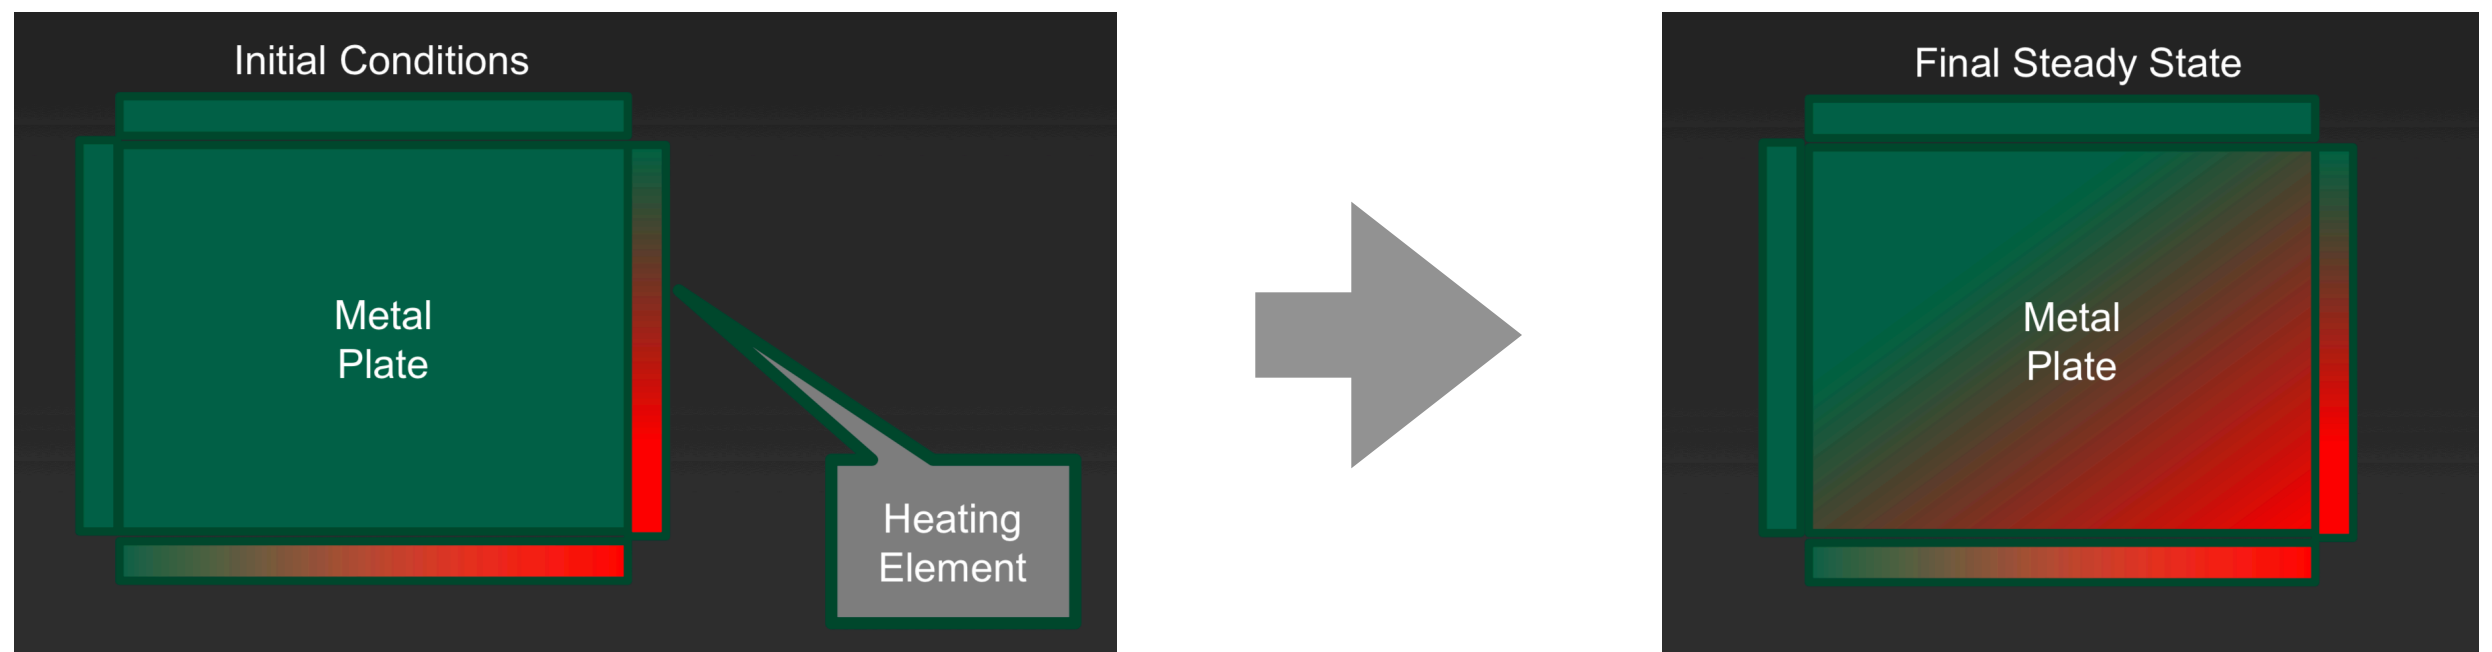 Initial Conditions
Metal
Plate
Heating
Element
Final Steady State
Metal
Plate